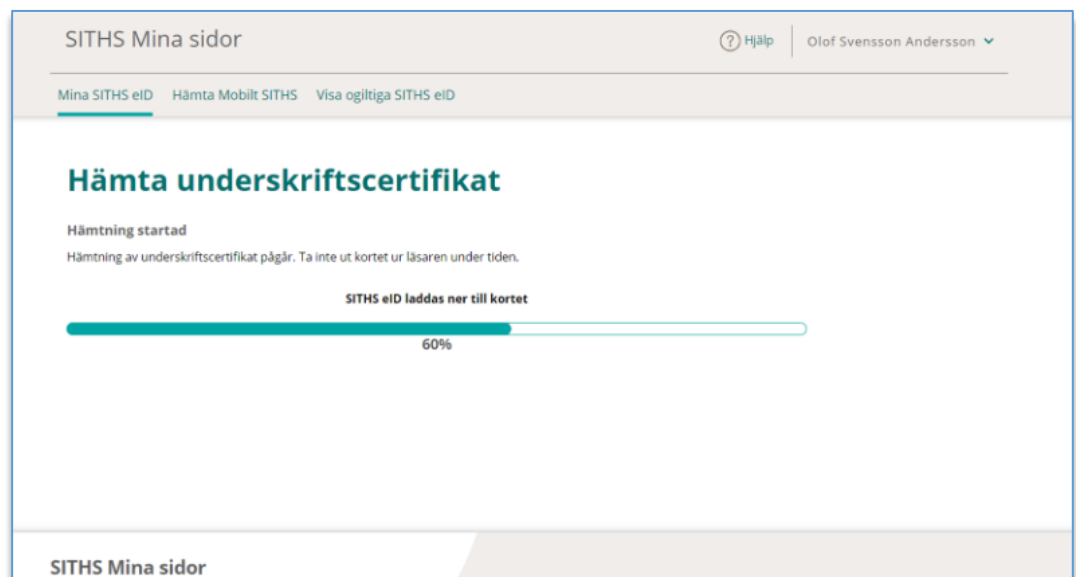 SITHS Mina sidor
? Hjälp
Olof Svensson Andersson
Mina SITHS eID Hämta Mobilt SITHS Visa ogiltiga SITHS eID
Hämta underskriftscertifikat
Hämtning startad
Hämtning av underskriftscertifikat pågår. Ta inte ut kortet ur läsaren under tiden.
SITHS eID laddas ner till kortet
60%
SITHS Mina sidor